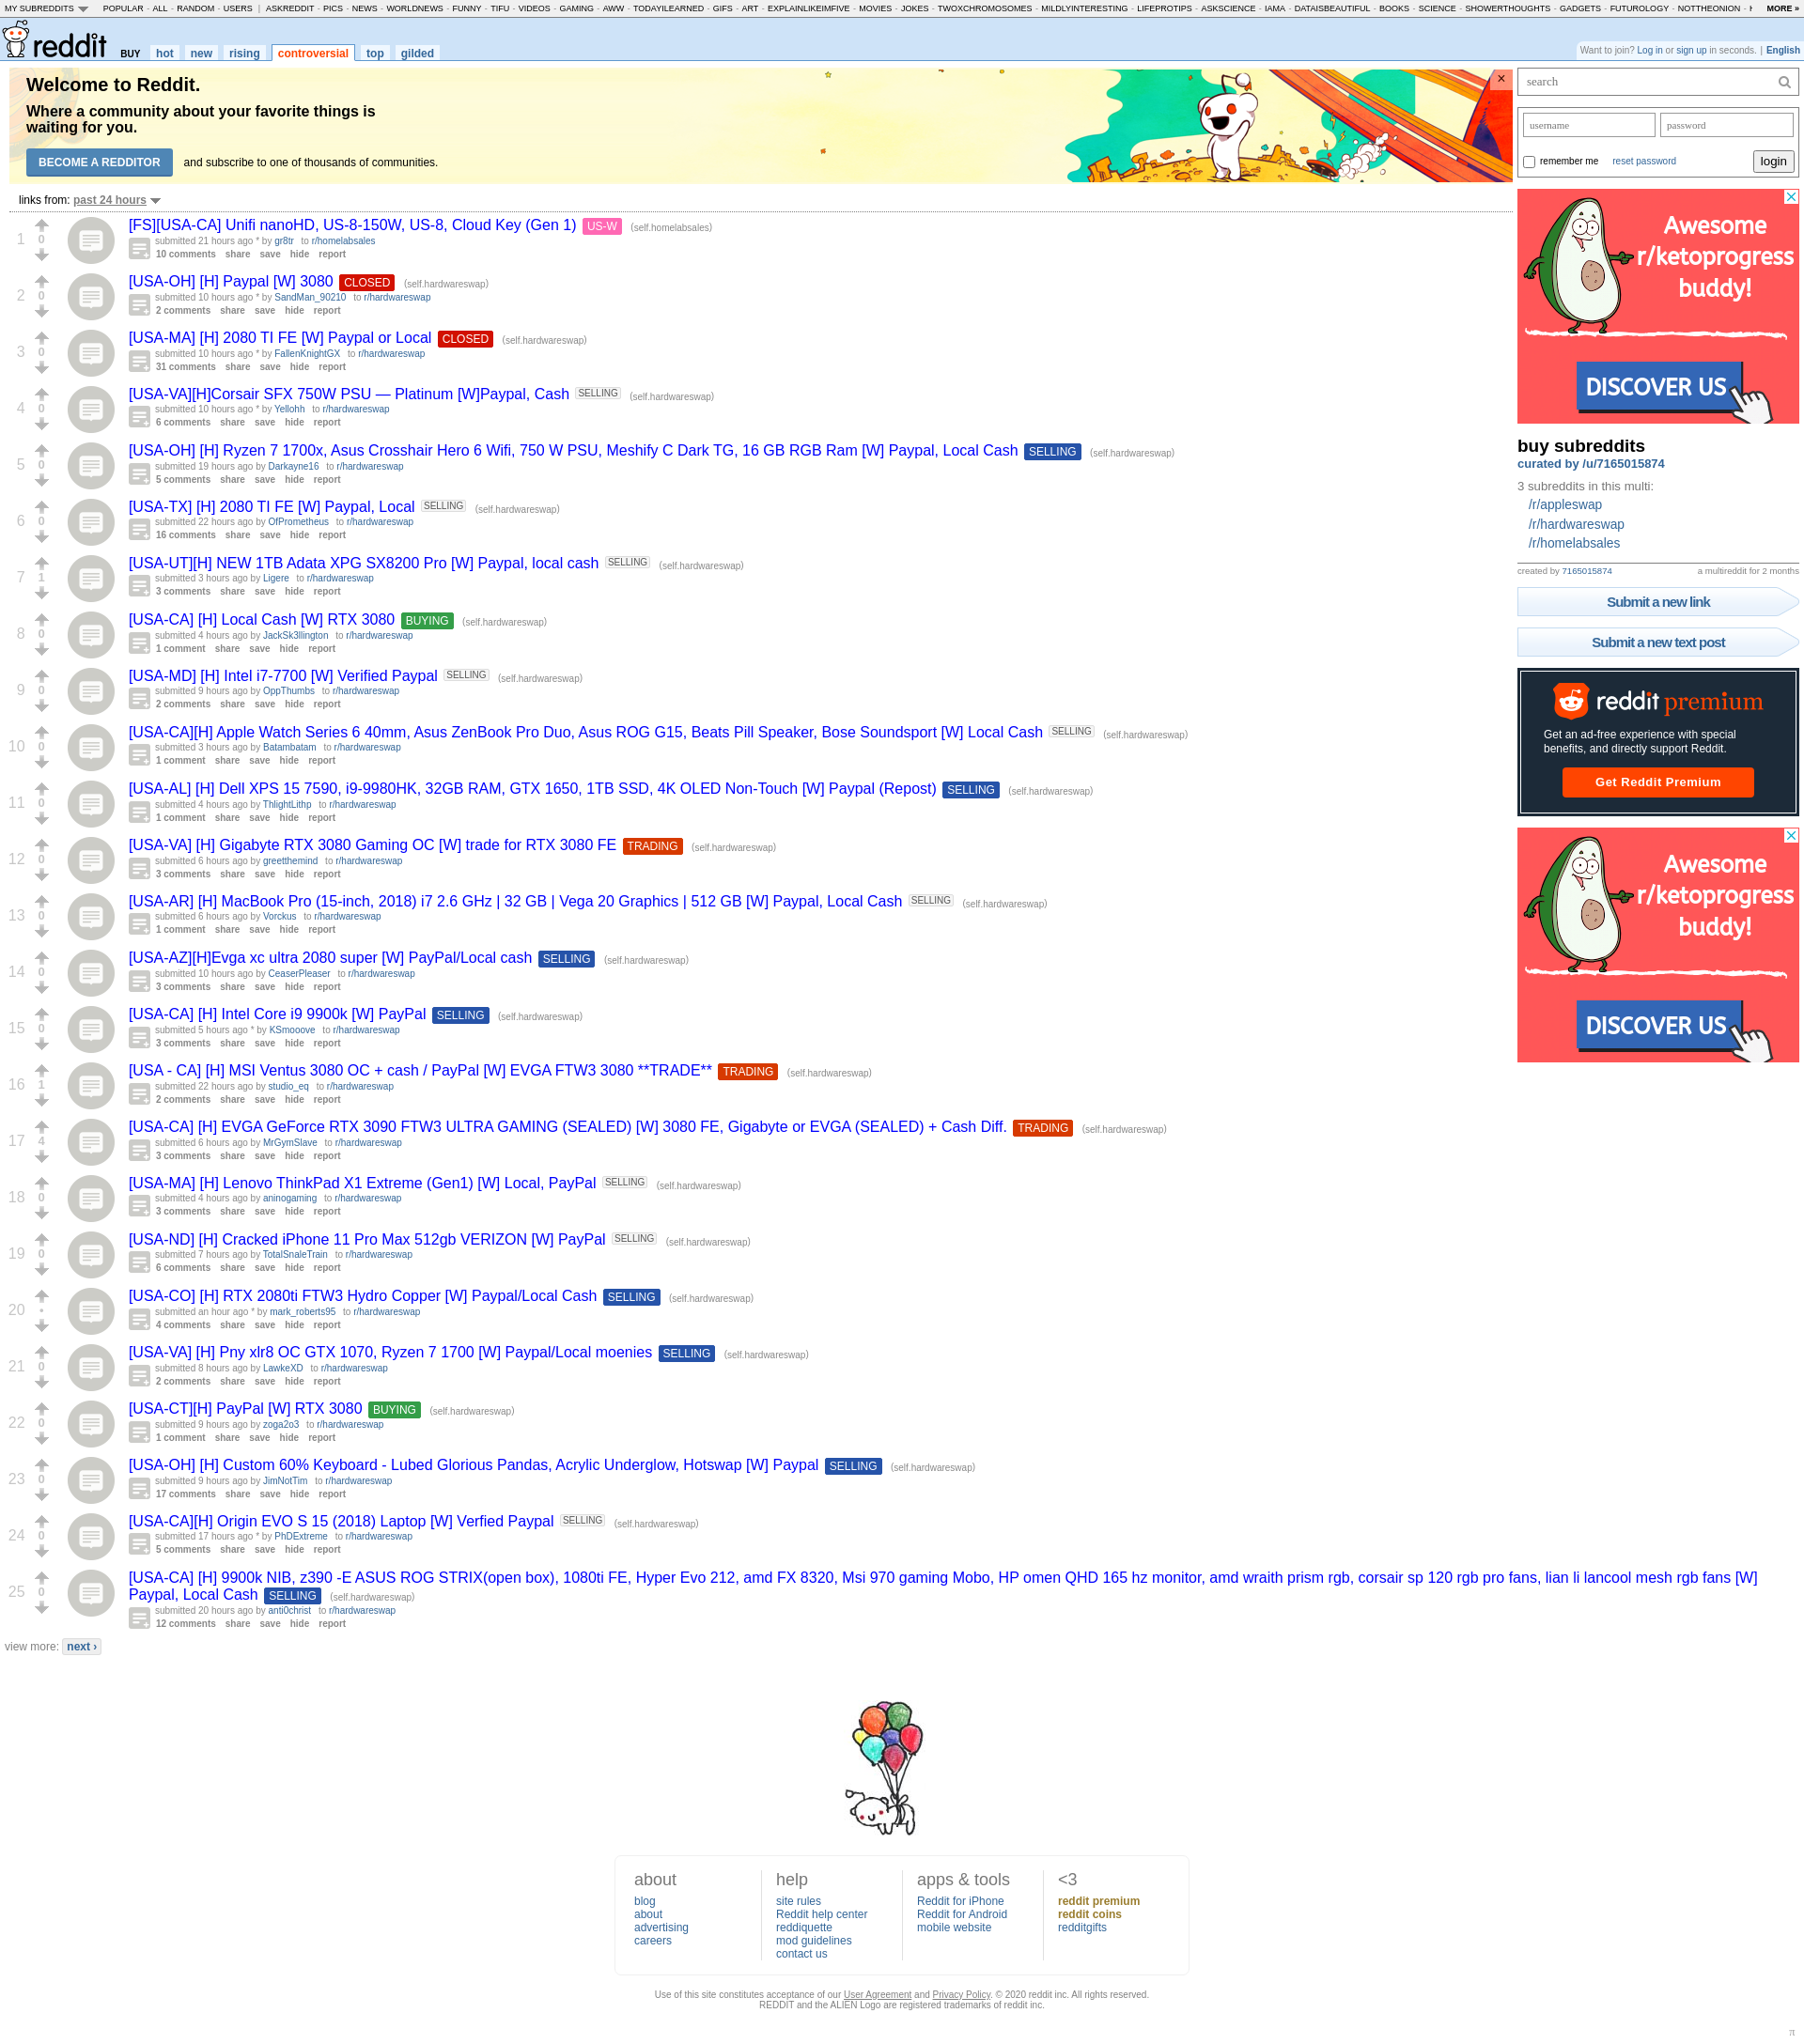 MY SUBREDDITS POPULAR - ALL - RANDOM - USERS | ASKREDDIT - PICS - NEWS - WORLDNEWS - FUNNY - TIFU - VIDEOS - GAMING - AWW - TODAYILEARNED - GIFS - ART - EXPLAINLIKEIMFIVE - MOVIES - JOKES - TWOXCHROMOSOMES - MILDLYINTERESTING - LIFEPROTIPS - ASKSCIENCE - IAMA - DATAISBEAUTIFUL - BOOKS - SCIENCE - SHOWERTHOUGHTS - GADGETS - FUTUROLOGY - NOTTHEONION - MORE »
reddit BUY hot new rising controversial top gilded
Want to join? Log in or sign up in seconds. | English
Welcome to Reddit.
Where a community about your favorite things is
waiting for you.
BECOME A REDDITOR and subscribe to one of thousands of communities.
×
links from: past 24 hours
1 0 [FS][USA-CA] Unifi nanoHD, US-8-150W, US-8, Cloud Key (Gen 1) US-W (self.homelabsales)
submitted 21 hours ago * by gr8tr to r/homelabsales
10 comments share save hide report
2 0 [USA-OH] [H] Paypal [W] 3080 CLOSED (self.hardwareswap)
submitted 10 hours ago * by SandMan_90210 to r/hardwareswap
2 comments share save hide report
3 0 [USA-MA] [H] 2080 TI FE [W] Paypal or Local CLOSED (self.hardwareswap)
submitted 10 hours ago * by FallenKnightGX to r/hardwareswap
31 comments share save hide report
4 0 [USA-VA][H]Corsair SFX 750W PSU — Platinum [W]Paypal, Cash SELLING (self.hardwareswap)
submitted 10 hours ago * by Yellohh to r/hardwareswap
6 comments share save hide report
5 0 [USA-OH] [H] Ryzen 7 1700x, Asus Crosshair Hero 6 Wifi, 750 W PSU, Meshify C Dark TG, 16 GB RGB Ram [W] Paypal, Local Cash SELLING (self.hardwareswap)
submitted 19 hours ago by Darkayne16 to r/hardwareswap
5 comments share save hide report
6 0 [USA-TX] [H] 2080 TI FE [W] Paypal, Local SELLING (self.hardwareswap)
submitted 22 hours ago by OfPrometheus to r/hardwareswap
16 comments share save hide report
7 1 [USA-UT][H] NEW 1TB Adata XPG SX8200 Pro [W] Paypal, local cash SELLING (self.hardwareswap)
submitted 3 hours ago by Ligere to r/hardwareswap
3 comments share save hide report
8 0 [USA-CA] [H] Local Cash [W] RTX 3080 BUYING (self.hardwareswap)
submitted 4 hours ago by JackSk3llington to r/hardwareswap
1 comment share save hide report
9 0 [USA-MD] [H] Intel i7-7700 [W] Verified Paypal SELLING (self.hardwareswap)
submitted 9 hours ago by OppThumbs to r/hardwareswap
2 comments share save hide report
10 0 [USA-CA][H] Apple Watch Series 6 40mm, Asus ZenBook Pro Duo, Asus ROG G15, Beats Pill Speaker, Bose Soundsport [W] Local Cash SELLING (self.hardwareswap)
submitted 3 hours ago by Batambatam to r/hardwareswap
1 comment share save hide report
11 0 [USA-AL] [H] Dell XPS 15 7590, i9-9980HK, 32GB RAM, GTX 1650, 1TB SSD, 4K OLED Non-Touch [W] Paypal (Repost) SELLING (self.hardwareswap)
submitted 4 hours ago by ThlightLithp to r/hardwareswap
1 comment share save hide report
12 0 [USA-VA] [H] Gigabyte RTX 3080 Gaming OC [W] trade for RTX 3080 FE TRADING (self.hardwareswap)
submitted 6 hours ago by greetthemind to r/hardwareswap
3 comments share save hide report
13 0 [USA-AR] [H] MacBook Pro (15-inch, 2018) i7 2.6 GHz | 32 GB | Vega 20 Graphics | 512 GB [W] Paypal, Local Cash SELLING (self.hardwareswap)
submitted 6 hours ago by Vorckus to r/hardwareswap
1 comment share save hide report
14 0 [USA-AZ][H]Evga xc ultra 2080 super [W] PayPal/Local cash SELLING (self.hardwareswap)
submitted 10 hours ago by CeaserPleaser to r/hardwareswap
3 comments share save hide report
15 0 [USA-CA] [H] Intel Core i9 9900k [W] PayPal SELLING (self.hardwareswap)
submitted 5 hours ago * by KSmooove to r/hardwareswap
3 comments share save hide report
16 1 [USA - CA] [H] MSI Ventus 3080 OC + cash / PayPal [W] EVGA FTW3 3080 **TRADE** TRADING (self.hardwareswap)
submitted 22 hours ago by studio_eq to r/hardwareswap
2 comments share save hide report
17 4 [USA-CA] [H] EVGA GeForce RTX 3090 FTW3 ULTRA GAMING (SEALED) [W] 3080 FE, Gigabyte or EVGA (SEALED) + Cash Diff. TRADING (self.hardwareswap)
submitted 6 hours ago by MrGymSlave to r/hardwareswap
3 comments share save hide report
18 0 [USA-MA] [H] Lenovo ThinkPad X1 Extreme (Gen1) [W] Local, PayPal SELLING (self.hardwareswap)
submitted 4 hours ago by aninogaming to r/hardwareswap
3 comments share save hide report
19 0 [USA-ND] [H] Cracked iPhone 11 Pro Max 512gb VERIZON [W] PayPal SELLING (self.hardwareswap)
submitted 7 hours ago by TotalSnaleTrain to r/hardwareswap
6 comments share save hide report
20 • [USA-CO] [H] RTX 2080ti FTW3 Hydro Copper [W] Paypal/Local Cash SELLING (self.hardwareswap)
submitted an hour ago * by mark_roberts95 to r/hardwareswap
4 comments share save hide report
21 0 [USA-VA] [H] Pny xlr8 OC GTX 1070, Ryzen 7 1700 [W] Paypal/Local moenies SELLING (self.hardwareswap)
submitted 8 hours ago by LawkeXD to r/hardwareswap
2 comments share save hide report
22 0 [USA-CT][H] PayPal [W] RTX 3080 BUYING (self.hardwareswap)
submitted 9 hours ago by zoga2o3 to r/hardwareswap
1 comment share save hide report
23 0 [USA-OH] [H] Custom 60% Keyboard - Lubed Glorious Pandas, Acrylic Underglow, Hotswap [W] Paypal SELLING (self.hardwareswap)
submitted 9 hours ago by JimNotTim to r/hardwareswap
17 comments share save hide report
24 0 [USA-CA][H] Origin EVO S 15 (2018) Laptop [W] Verfied Paypal SELLING (self.hardwareswap)
submitted 17 hours ago * by PhDExtreme to r/hardwareswap
5 comments share save hide report
25 0 [USA-CA] [H] 9900k NIB, z390 -E ASUS ROG STRIX(open box), 1080ti FE, Hyper Evo 212, amd FX 8320, Msi 970 gaming Mobo, HP omen QHD 165 hz monitor, amd wraith prism rgb, corsair sp 120 rgb pro fans, lian li lancool mesh rgb fans [W]
Paypal, Local Cash SELLING (self.hardwareswap)
submitted 20 hours ago by anti0christ to r/hardwareswap
12 comments share save hide report
view more: next ›
search
username password
remember me reset password login
Awesome
r/ketoprogress
buddy!
DISCOVER US
buy subreddits
curated by /u/7165015874
3 subreddits in this multi:
/r/appleswap
/r/hardwareswap
/r/homelabsales
created by 7165015874 a multireddit for 2 months
Submit a new link
Submit a new text post
reddit premium
Get an ad-free experience with special
benefits, and directly support Reddit.
Get Reddit Premium
Awesome
r/ketoprogress
buddy!
DISCOVER US
about
blog
about
advertising
careers
help
site rules
Reddit help center
reddiquette
mod guidelines
contact us
apps & tools
Reddit for iPhone
Reddit for Android
mobile website
<3
reddit premium
reddit coins
redditgifts
Use of this site constitutes acceptance of our User Agreement and Privacy Policy. © 2020 reddit inc. All rights reserved.
REDDIT and the ALIEN Logo are registered trademarks of reddit inc.
π